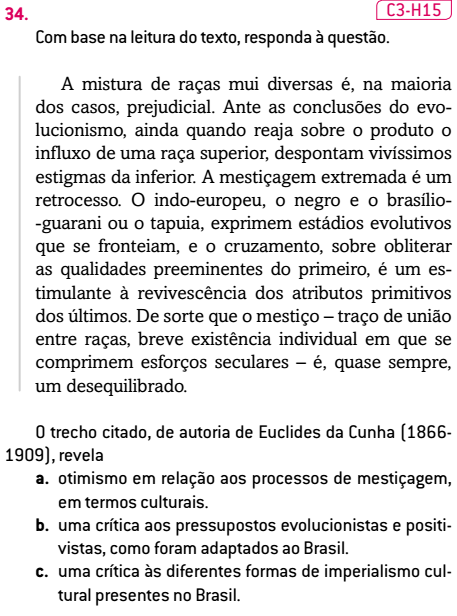 34.
C3-H15
Com base na leitura do texto, responda à questão.
A mistura de raças mui diversas é, na maioria
dos casos, prejudicial. Ante as conclusões do evo-
lucionismo, ainda quando reaja sobre o produto o
influxo de uma raça superior, despontam vivíssimos
estigmas da inferior. A mestiçagem extremada é um
retrocesso. O indo-europeu, o negro e o brasílio-
-guarani ou o tapuia, exprimem estádios evolutivos
que se fronteiam, e o cruzamento, sobre obliterar
as qualidades preeminentes do primeiro, é um es-
timulante à revivescência dos atributos primitivos
dos últimos. De sorte que o mestiço – traço de união
entre raças, breve existência individual em que se
comprimem esforços seculares – é, quase sempre,
um desequilibrado.
O trecho citado, de autoria de Euclides da Cunha (1866-
1909), revela
a. otimismo em relação aos processos de mestiçagem,
em termos culturais.
b. uma crítica aos pressupostos evolucionistas e positi-
vistas, como foram adaptados ao Brasil.
c. uma crítica às diferentes formas de imperialismo cul-
tural presentes no Brasil.